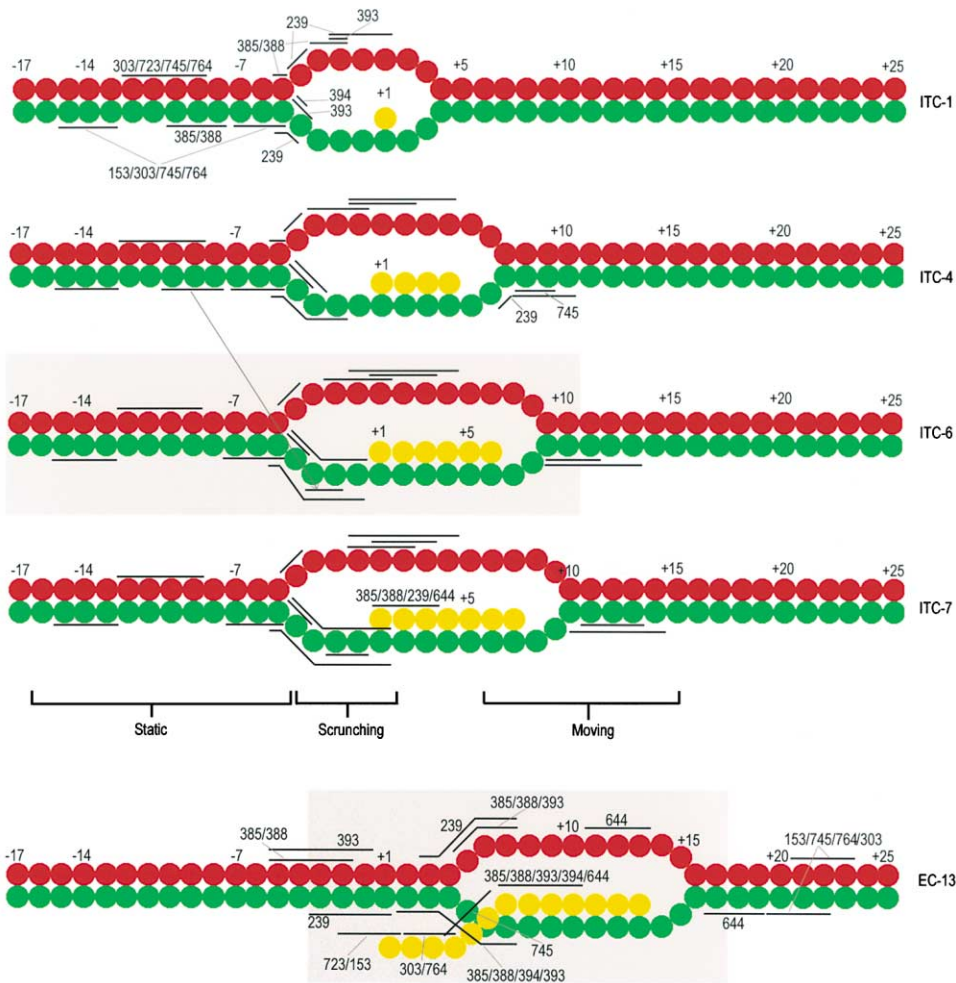 393
239
385/388
-17 -14 303/723/745/764 -7 +5 +10 +15 +20 +25
394 +1
393
ITC-1
385/388
239
153/303/745/764
-17 -14 -7 +10 +15 +20 +25
+1
ITC-4
239 745
-17 -14 -7 +10 +15 +20 +25
+1 +5
ITC-6
-17 -14 -7 +10 +15 +20 +25
385/388/239/644 +5
ITC-7
Static Scrunching Moving
385/388/393
385/388 393 239 +10 644
-17 -14 -7 +1 +15 153/745/764/303
+20 +25
385/388/393/394/644
EC-13
239 644
723/153 303/764 745
385/388/394/393